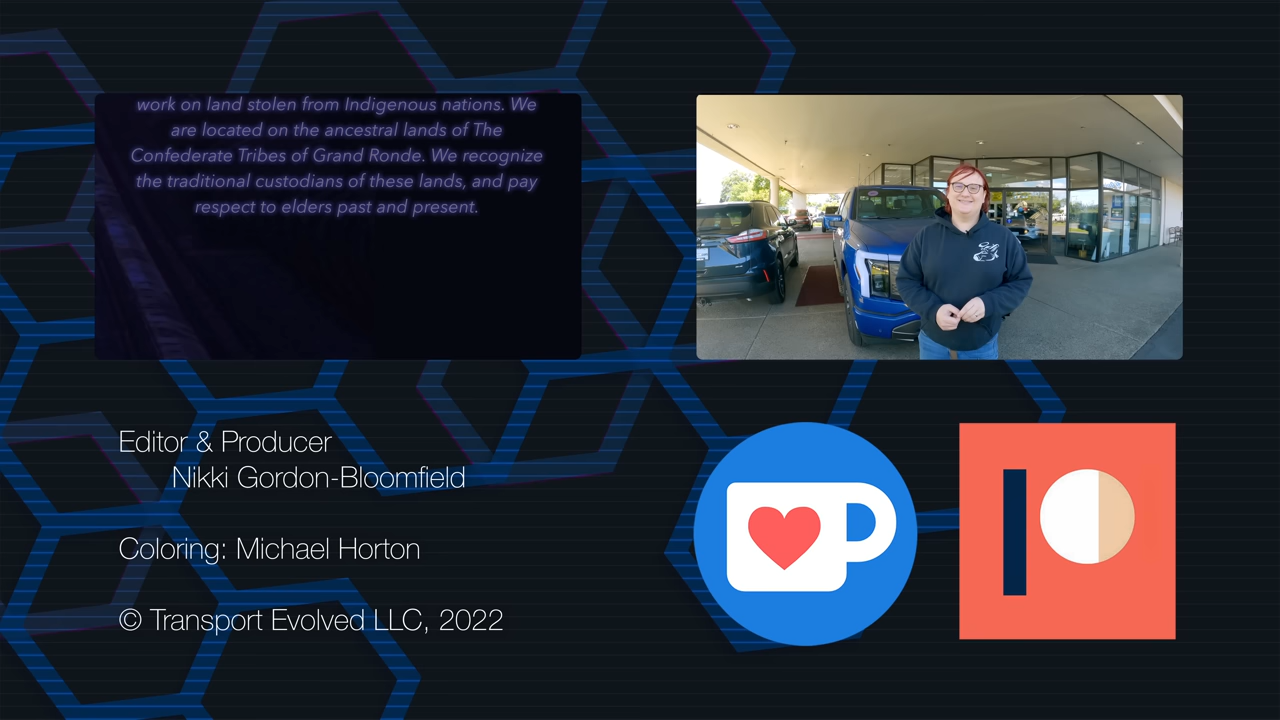 work on land stolen from Indigenous nations. We
are located on the ancestral lands of The
Confederate Tribes of Grand Ronde. We recognize
the traditional custodians of these lands, and pay
respect to elders past and present.
Editor & Producer
Nikki Gordon-Bloomfield
Coloring: Michael Horton
© Transport Evolved LLC, 2022